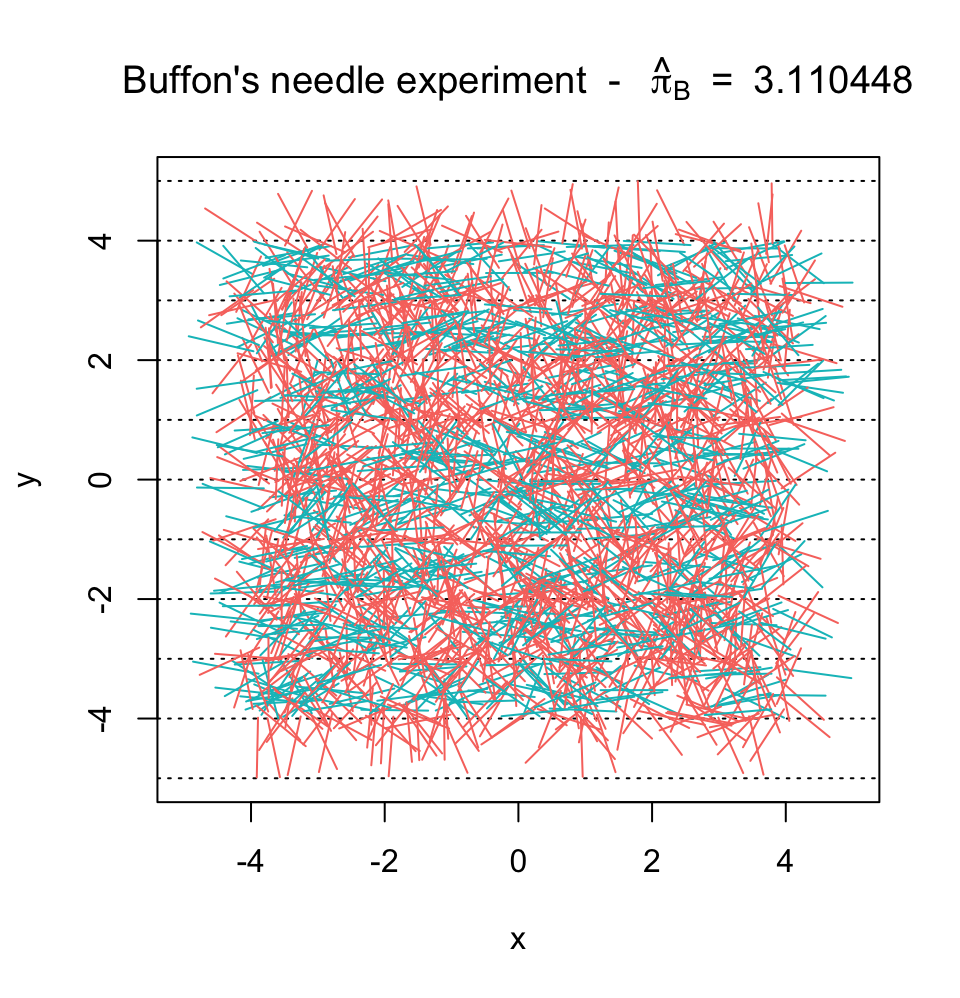 Buffon's needle experiment - π̂B = 3.110448
4
2
0
-2
-4
y
-4 -2 0 2 4
x